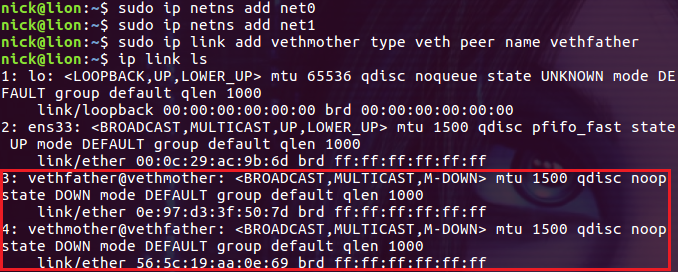 nick@lion:~$ sudo ip netns add net0
nick@lion:~$ sudo ip netns add net1
nick@lion:~$ sudo ip link add vethmother type veth peer name vethfather
nick@lion:~$ ip link ls
1: lo: <LOOPBACK,UP,LOWER_UP> mtu 65536 qdisc noqueue state UNKNOWN mode DE
FAULT group default qlen 1000
    link/loopback 00:00:00:00:00:00 brd 00:00:00:00:00:00
2: ens33: <BROADCAST,MULTICAST,UP,LOWER_UP> mtu 1500 qdisc pfifo_fast state
 UP mode DEFAULT group default qlen 1000
    link/ether 00:0c:29:ac:9b:6d brd ff:ff:ff:ff:ff:ff
3: vethfather@vethmother: <BROADCAST,MULTICAST,M-DOWN> mtu 1500 qdisc noop
state DOWN mode DEFAULT group default qlen 1000
    link/ether 0e:97:d3:3f:50:7d brd ff:ff:ff:ff:ff:ff
4: vethmother@vethfather: <BROADCAST,MULTICAST,M-DOWN> mtu 1500 qdisc noop
state DOWN mode DEFAULT group default qlen 1000
    link/ether 56:5c:19:aa:0e:69 brd ff:ff:ff:ff:ff:ff